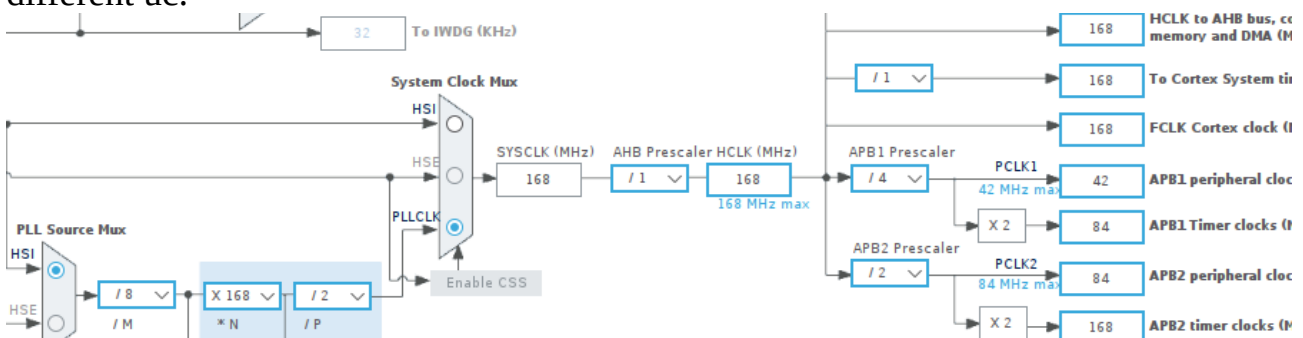 different ac.
32
To IWDG (KHz)
System Clock Mux
HSI
HSE
PLLCLK
Enable CSS
PLL Source Mux
HSI
HSE
/ 8
/ M
X 168
* N
/ 2
/ P
SYSCLK (MHz)
168
AHB Prescaler
/ 1
HCLK (MHz)
168
168 MHz max
168
HCLK to AHB bus,
memory and DMA
/ 1
168
To Cortex System
168
FCLK Cortex clock
APB1 Prescaler
/ 4
PCLK1
42 MHz max
42
APB1 peripheral
X 2
84
APB1 Timer clocks
APB2 Prescaler
/ 2
PCLK2
84 MHz max
84
APB2 peripheral
X 2
168
APB2 timer clocks